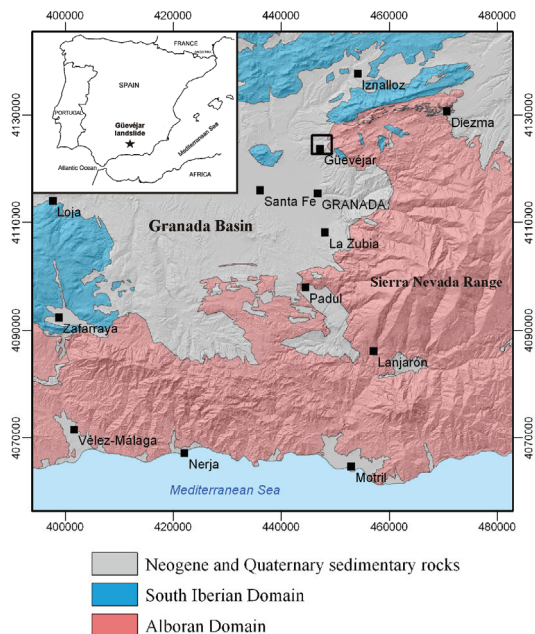 400000 420000 440000 460000 480000
FRANCE
SPAIN
PORTUGAL
Güevéjar
landslide
Mediterranean Sea
Atlantic Ocean
AFRICA
Iznalloz
4130000 4130000
Diezma
Güevéjar
Santa Fe
GRANADA
Loja
4110000 4110000
Granada Basin
La Zubia
Sierra Nevada Range
Padul
Zafarraya
4090000 4090000
Lanjarón
4070000 4070000
Vélez-Málaga
Nerja
Motril
Mediterranean Sea
400000 420000 440000 460000 480000
Neogene and Quaternary sedimentary rocks
South Iberian Domain
Alboran Domain